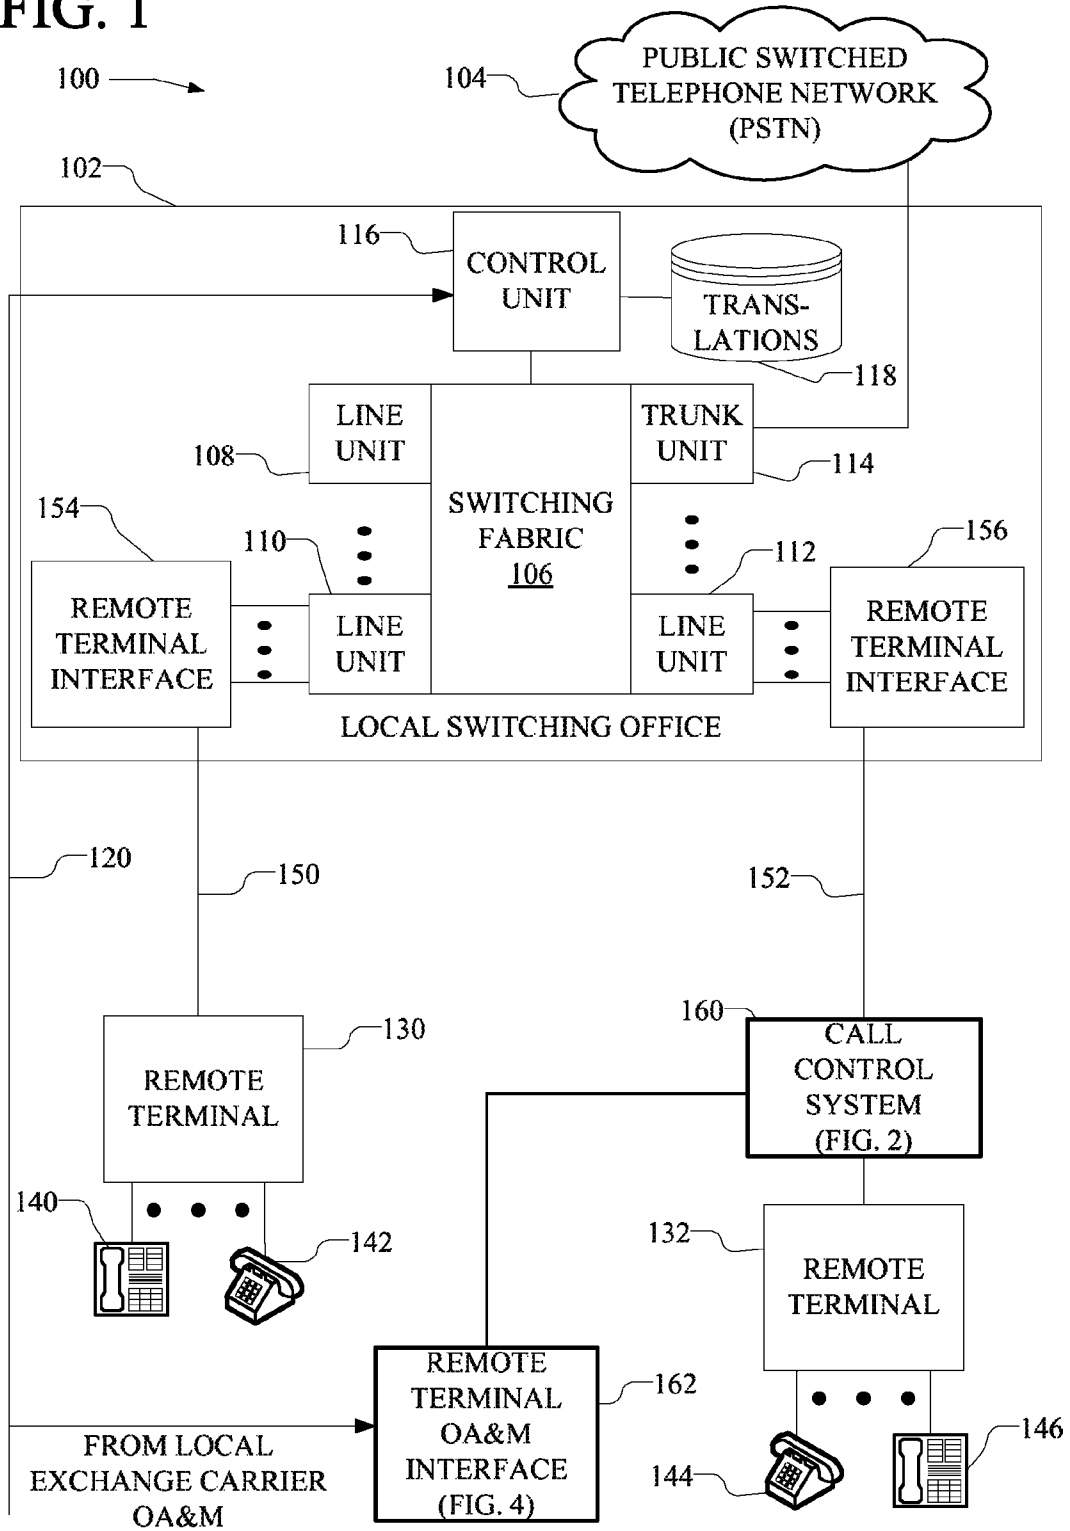 FIG. 1
100
104
PUBLIC SWITCHED
TELEPHONE NETWORK
(PSTN)
102
116
CONTROL
UNIT
TRANS-
LATIONS
118
LINE
UNIT
108
TRUNK
UNIT
114
SWITCHING
FABRIC
106
154
110
112
156
REMOTE
TERMINAL
INTERFACE
LINE
UNIT
LINE
UNIT
REMOTE
TERMINAL
INTERFACE
LOCAL SWITCHING OFFICE
120
150
152
130
REMOTE
TERMINAL
160
CALL
CONTROL
SYSTEM
(FIG. 2)
140
142
132
REMOTE
TERMINAL
REMOTE
TERMINAL
OA&M
INTERFACE
(FIG. 4)
162
FROM LOCAL
EXCHANGE CARRIER
OA&M
144
146